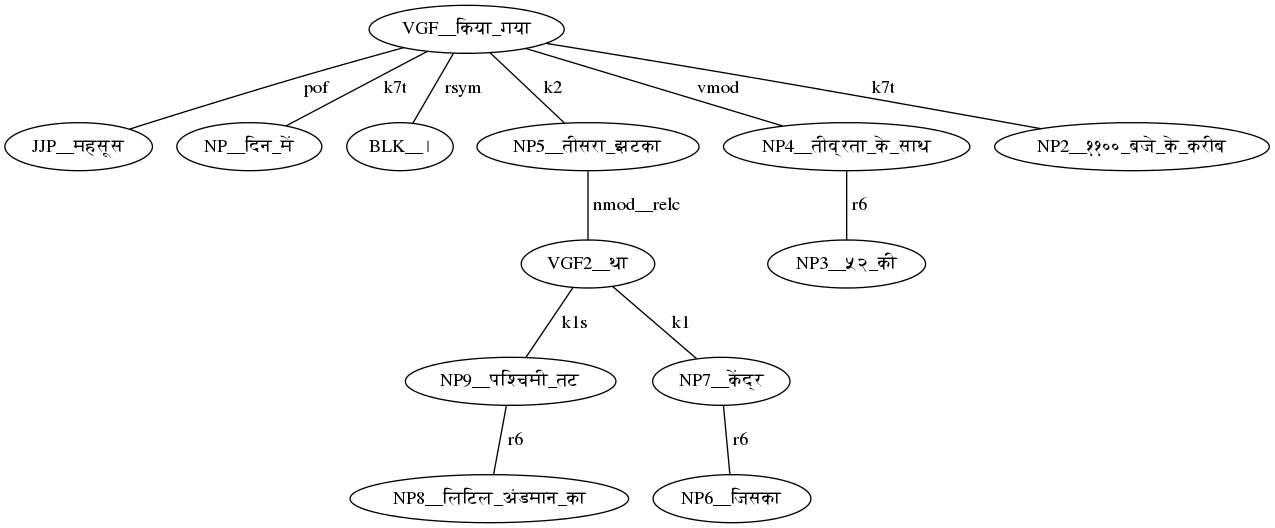 VGF__किया_गया
pof k7t rsym k2 vmod k7t
JJP__महसूस NP__दिन_में BLK__। NP5__तीसरा_झटका NP4__तीव्रता_के_साथ NP2__११००_बजे_के_करीब
nmod__relc r6
VGF2__था NP3__५२_की
k1s k1
NP9__पश्चिमी_तट NP7__केंद्र
r6 r6
NP8__लिटिल_अंडमान_का NP6__जिसका